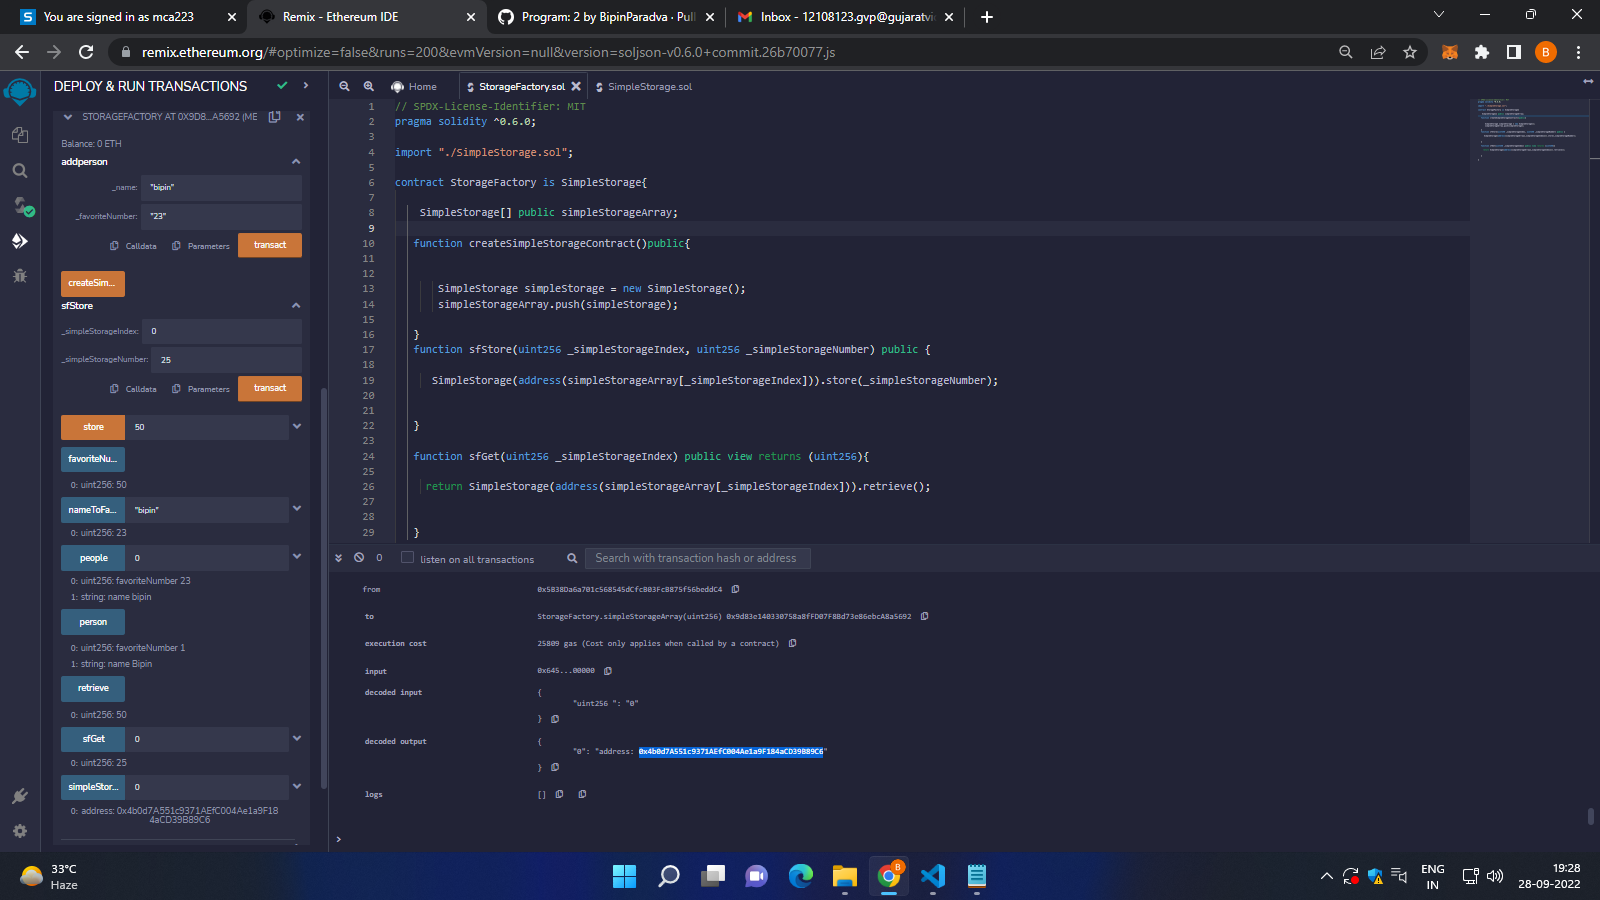 You are signed in as mca223
Remix - Ethereum IDE
Program: 2 by BipinParadva · Pull
Inbox - 12108123.gvp@gujaratvi
remix.ethereum.org/#optimize=false&runs=200&evmVersion=null&version=soljson-v0.6.0+commit.26b70077.js
B
DEPLOY & RUN TRANSACTIONS
STORAGEFACTORY AT 0X9D8...A5692 (ME
Balance: 0 ETH
addperson
_name: "bipin"
_favoriteNumber: "23"
Calldata Parameters transact
createSim...
sfStore
_simpleStorageIndex: 0
_simpleStorageNumber: 25
Calldata Parameters transact
store 50
favoriteNu...
0: uint256: 50
nameToFa... "bipin"
0: uint256: 23
people 0
0: uint256: favoriteNumber 23
1: string: name bipin
person
0: uint256: favoriteNumber 1
1: string: name Bipin
retrieve
0: uint256: 50
sfGet 0
0: uint256: 25
simpleStor... 0
0: address: 0x4b0d7A551c9371AEfC004Ae1a9F18
4aCD39B89C6
Home StorageFactory.sol SimpleStorage.sol
1 // SPDX-License-Identifier: MIT
2 pragma solidity ^0.6.0;
3
4 import "./SimpleStorage.sol";
5
6 contract StorageFactory is SimpleStorage{
7
8 SimpleStorage[] public simpleStorageArray;
9
10 function createSimpleStorageContract()public{
11
12
13 SimpleStorage simpleStorage = new SimpleStorage();
14 simpleStorageArray.push(simpleStorage);
15
16 }
17 function sfStore(uint256 _simpleStorageIndex, uint256 _simpleStorageNumber) public {
18
19 SimpleStorage(address(simpleStorageArray[_simpleStorageIndex])).store(_simpleStorageNumber);
20
21
22 }
23
24 function sfGet(uint256 _simpleStorageIndex) public view returns (uint256){
25
26 return SimpleStorage(address(simpleStorageArray[_simpleStorageIndex])).retrieve();
27
28
29 }
0 listen on all transactions Search with transaction hash or address
from 0x5B38Da6a701c568545dCfcB03FcB875f56beddC4
to StorageFactory.simpleStorageArray(uint256) 0x9d83e140330758a8fFD07F8Bd73e86ebcA8a5692
execution cost 25809 gas (Cost only applies when called by a contract)
input 0x645...00000
decoded input {
"uint256 ": "0"
}
decoded output {
"0": "address: 0x4b0d7A551c9371AEfC004Ae1a9F184aCD39B89C6"
}
logs []
>
33°C
Haze
B
ENG
IN
19:28
28-09-2022